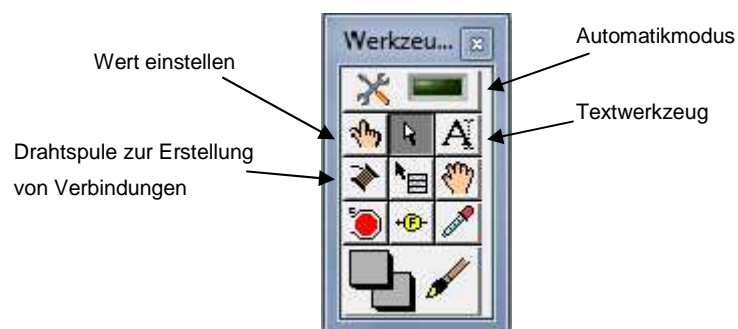 Werkzeu...
Automatikmodus
Wert einstellen
Textwerkzeug
Drahtspule zur Erstellung
von Verbindungen
A
S
F